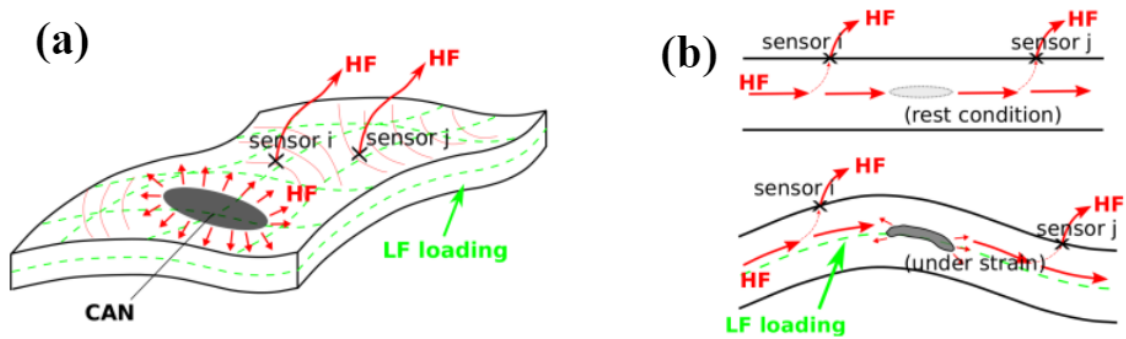 (a)
HF
HF
sensor i
sensor j
HF
LF loading
CAN
(b)
HF
HF
sensor i
sensor j
HF
(rest condition)
HF
sensor i
HF
sensor j
(under strain)
HF
LF loading